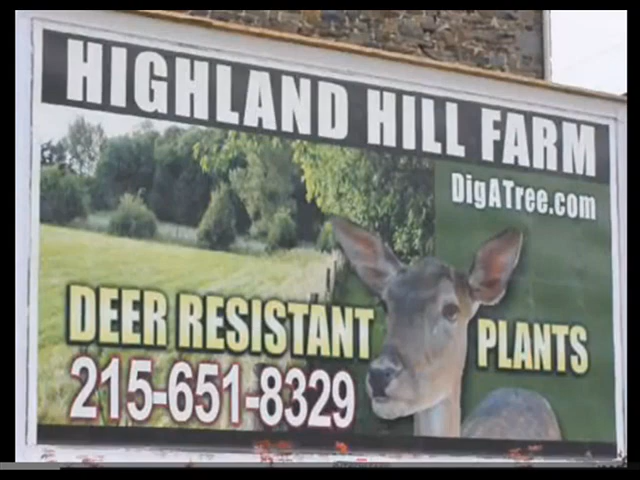 HIGHLAND HILL FARM
DigATree.com
DEER RESISTANT PLANTS
215-651-8329